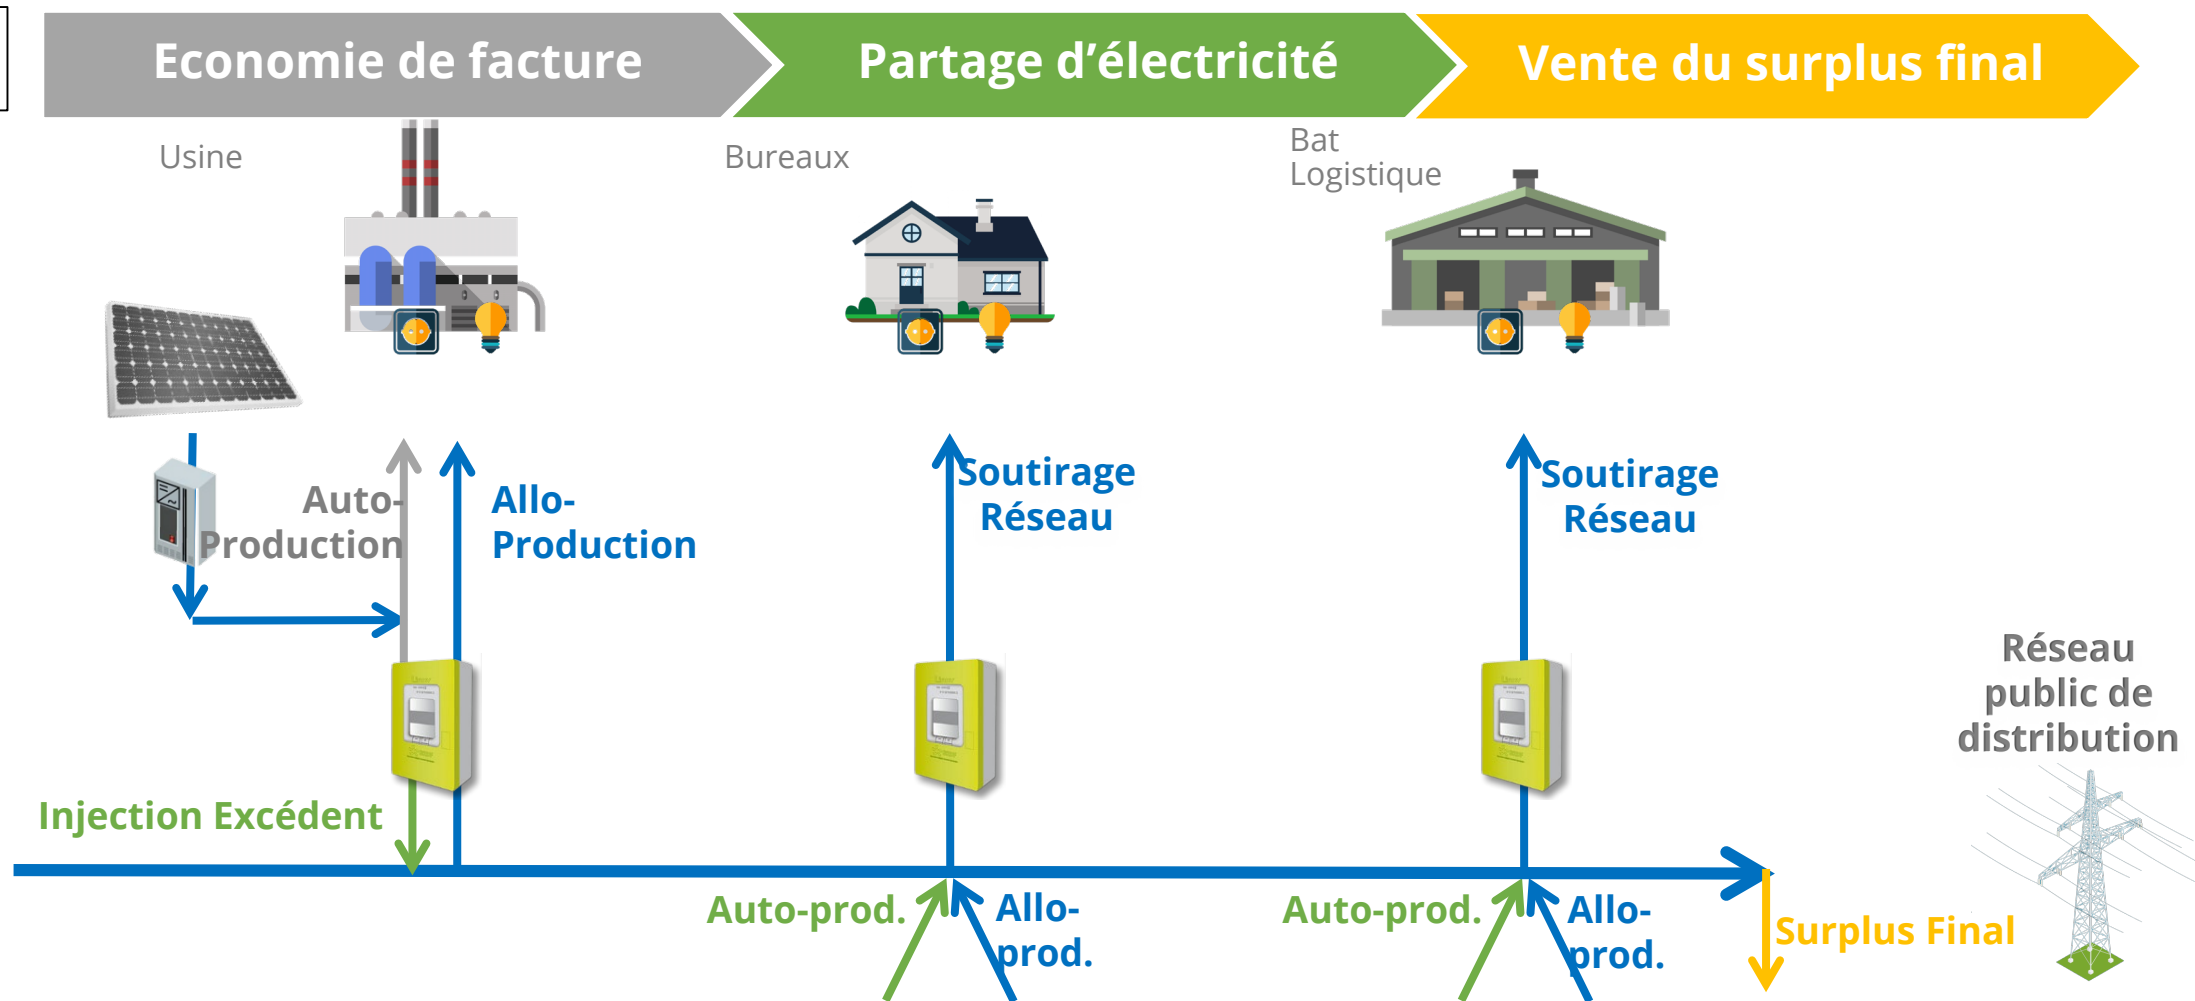 Economie de facture
Partage d’électricité
Vente du surplus final
Usine
Bureaux
Bat
Logistique
Auto-
Production
Allo-
Production
Soutirage
Réseau
Soutirage
Réseau
Réseau
public de
distribution
Injection Excédent
Auto-prod.
Allo-
prod.
Auto-prod.
Allo-
prod.
Surplus Final